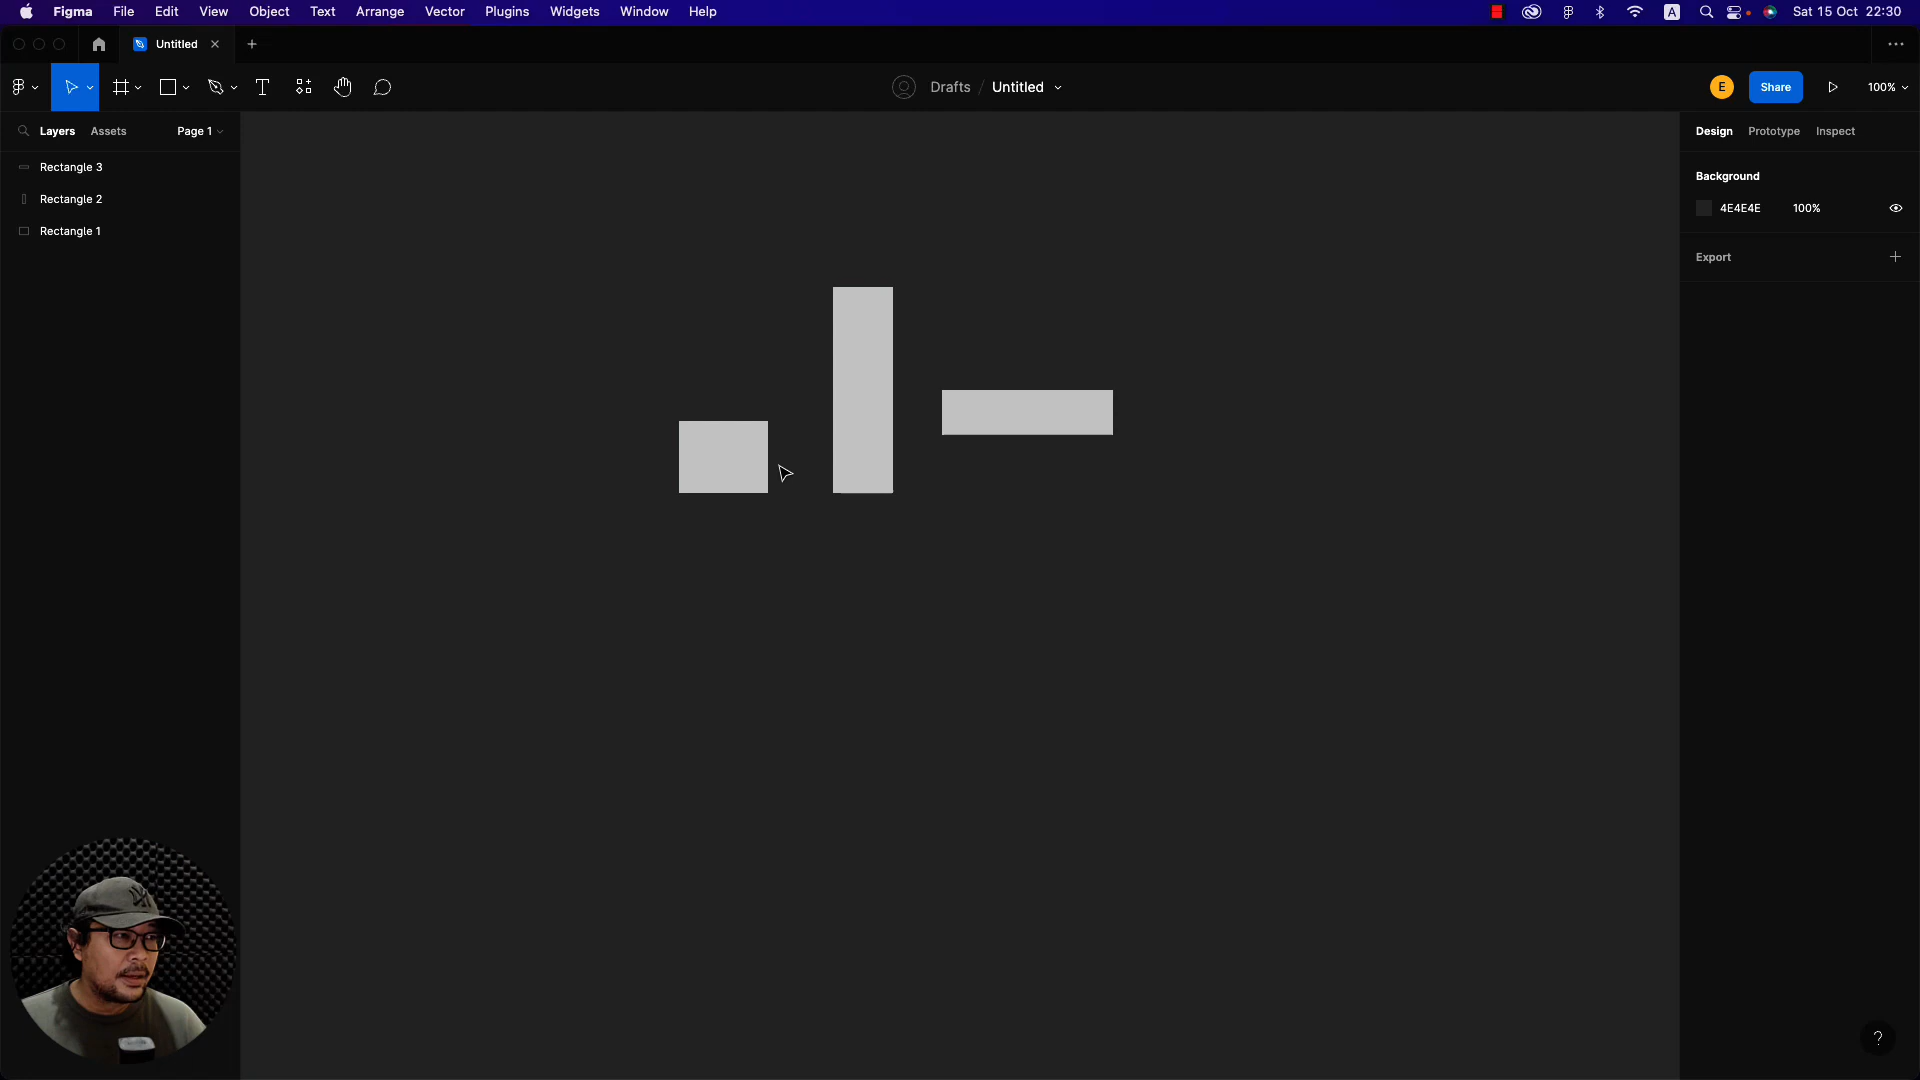 Figma File Edit View Object Text Arrange Vector Plugins Widgets Window Help A Sat 15 Oct 22:30
Untitled
Drafts / Untitled E Share 100%
Layers Assets Page 1 Design Prototype Inspect
Rectangle 3
Rectangle 2
Rectangle 1
Background
4E4E4E 100%
Export
?